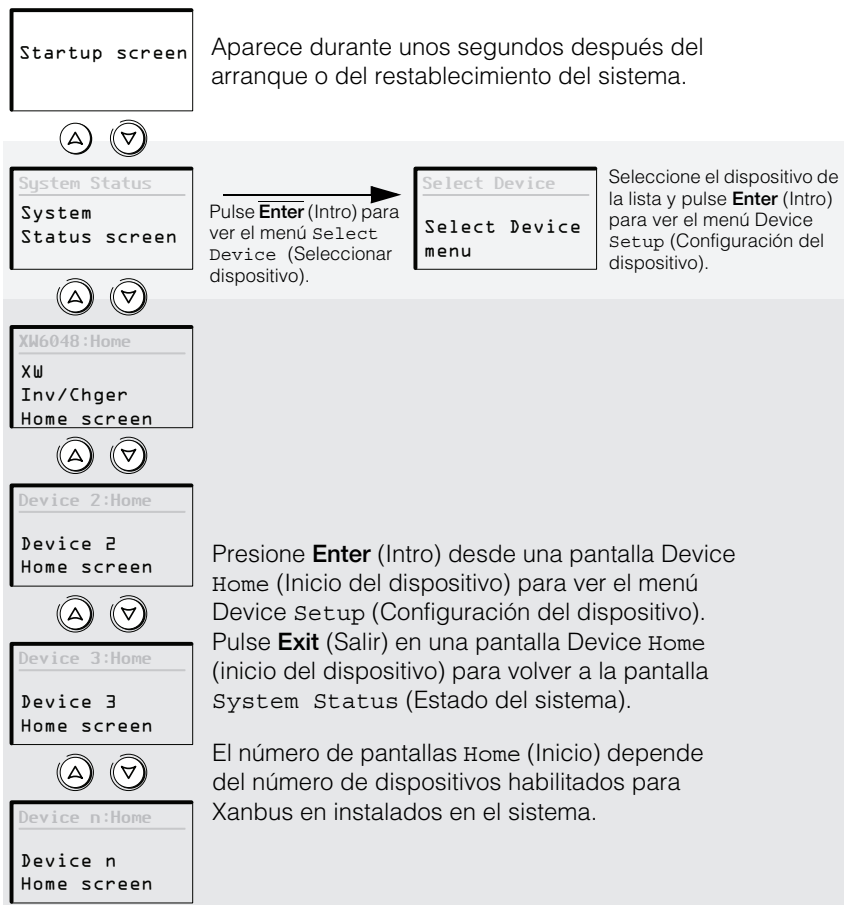 Startup screen
Aparece durante unos segundos después del
arranque o del restablecimiento del sistema.
System Status
System
Status screen
Pulse Enter (Intro) para
ver el menú Select
Device (Seleccionar
dispositivo).
Select Device
Select Device
menu
Seleccione el dispositivo de
la lista y pulse Enter (Intro)
para ver el menú Device
Setup (Configuración del
dispositivo).
XW6048:Home
XW
Inv/Chger
Home screen
Device 2:Home
Device 2
Home screen
Presione Enter (Intro) desde una pantalla Device
Home (Inicio del dispositivo) para ver el menú
Device Setup (Configuración del dispositivo).
Pulse Exit (Salir) en una pantalla Device Home
(inicio del dispositivo) para volver a la pantalla
System Status (Estado del sistema).
Device 3:Home
Device 3
Home screen
El número de pantallas Home (Inicio) depende
del número de dispositivos habilitados para
Xanbus en instalados en el sistema.
Device n:Home
Device n
Home screen